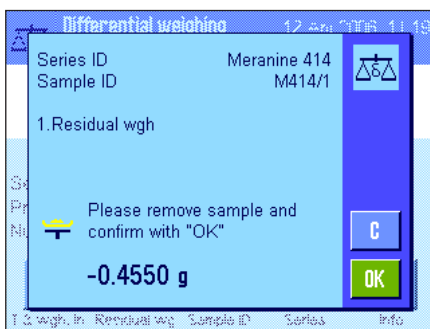 Differential weighing
Series ID Meranine 414
Sample ID M414/1
1.Residual wgh
Please remove sample and
confirm with "OK"
C
-0.4550 g
OK
Residual wg Sample ID Series Info